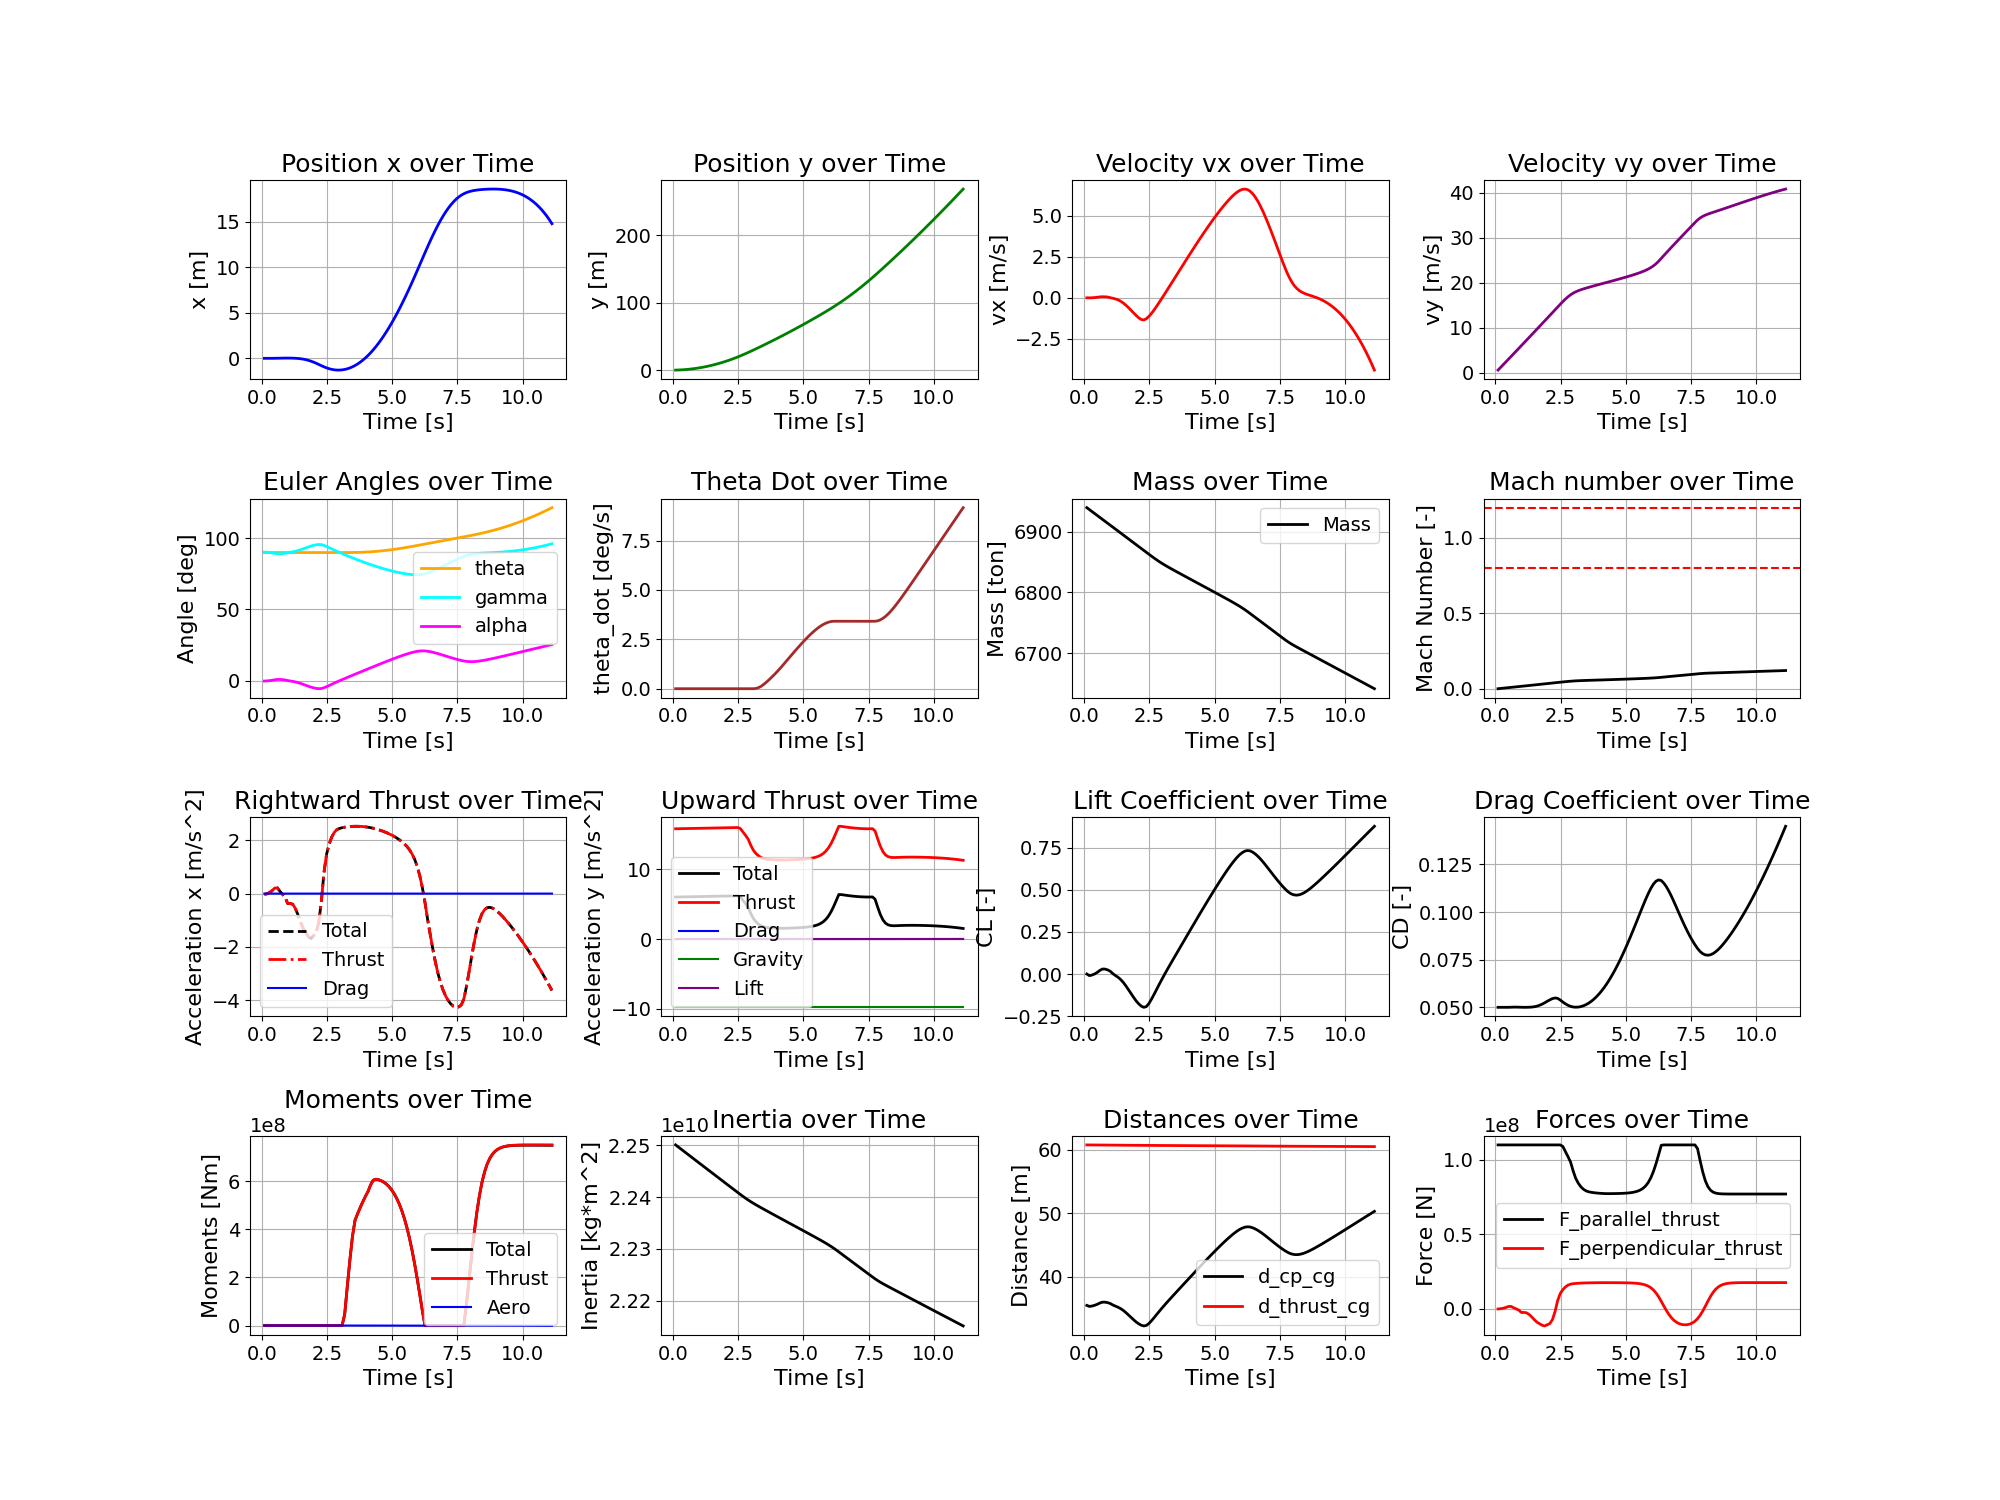 Position x over Time
x [m]
15
10
5
0
0.0 2.5 5.0 7.5 10.0
Time [s]
Position y over Time
y [m]
200
100
0
0.0 2.5 5.0 7.5 10.0
Time [s]
Velocity vx over Time
vx [m/s]
5.0
2.5
0.0
−2.5
0.0 2.5 5.0 7.5 10.0
Time [s]
Velocity vy over Time
vy [m/s]
40
30
20
10
0
0.0 2.5 5.0 7.5 10.0
Time [s]
Euler Angles over Time
Angle [deg]
100
50
0
theta
gamma
alpha
0.0 2.5 5.0 7.5 10.0
Time [s]
Theta Dot over Time
theta_dot [deg/s]
7.5
5.0
2.5
0.0
0.0 2.5 5.0 7.5 10.0
Time [s]
Mass over Time
Mass [ton]
6900
6800
6700
Mass
0.0 2.5 5.0 7.5 10.0
Time [s]
Mach number over Time
Mach Number [-]
1.0
0.5
0.0
0.0 2.5 5.0 7.5 10.0
Time [s]
Rightward Thrust over Time
Acceleration x [m/s^2]
2
0
−2
−4
Total
Thrust
Drag
0.0 2.5 5.0 7.5 10.0
Time [s]
Upward Thrust over Time
Acceleration y [m/s^2]
10
0
−10
Total
Thrust
Drag
Gravity
Lift
0.0 2.5 5.0 7.5 10.0
Time [s]
Lift Coefficient over Time
CL [-]
0.75
0.50
0.25
0.00
−0.25
0.0 2.5 5.0 7.5 10.0
Time [s]
Drag Coefficient over Time
CD [-]
0.125
0.100
0.075
0.050
0.0 2.5 5.0 7.5 10.0
Time [s]
Moments over Time
1e8
Moments [Nm]
6
4
2
0
Total
Thrust
Aero
0.0 2.5 5.0 7.5 10.0
Time [s]
Inertia over Time
1e10
Inertia [kg*m^2]
2.25
2.24
2.23
2.22
0.0 2.5 5.0 7.5 10.0
Time [s]
Distances over Time
Distance [m]
60
50
40
d_cp_cg
d_thrust_cg
0.0 2.5 5.0 7.5 10.0
Time [s]
Forces over Time
1e8
Force [N]
1.0
0.5
0.0
F_parallel_thrust
F_perpendicular_thrust
0.0 2.5 5.0 7.5 10.0
Time [s]